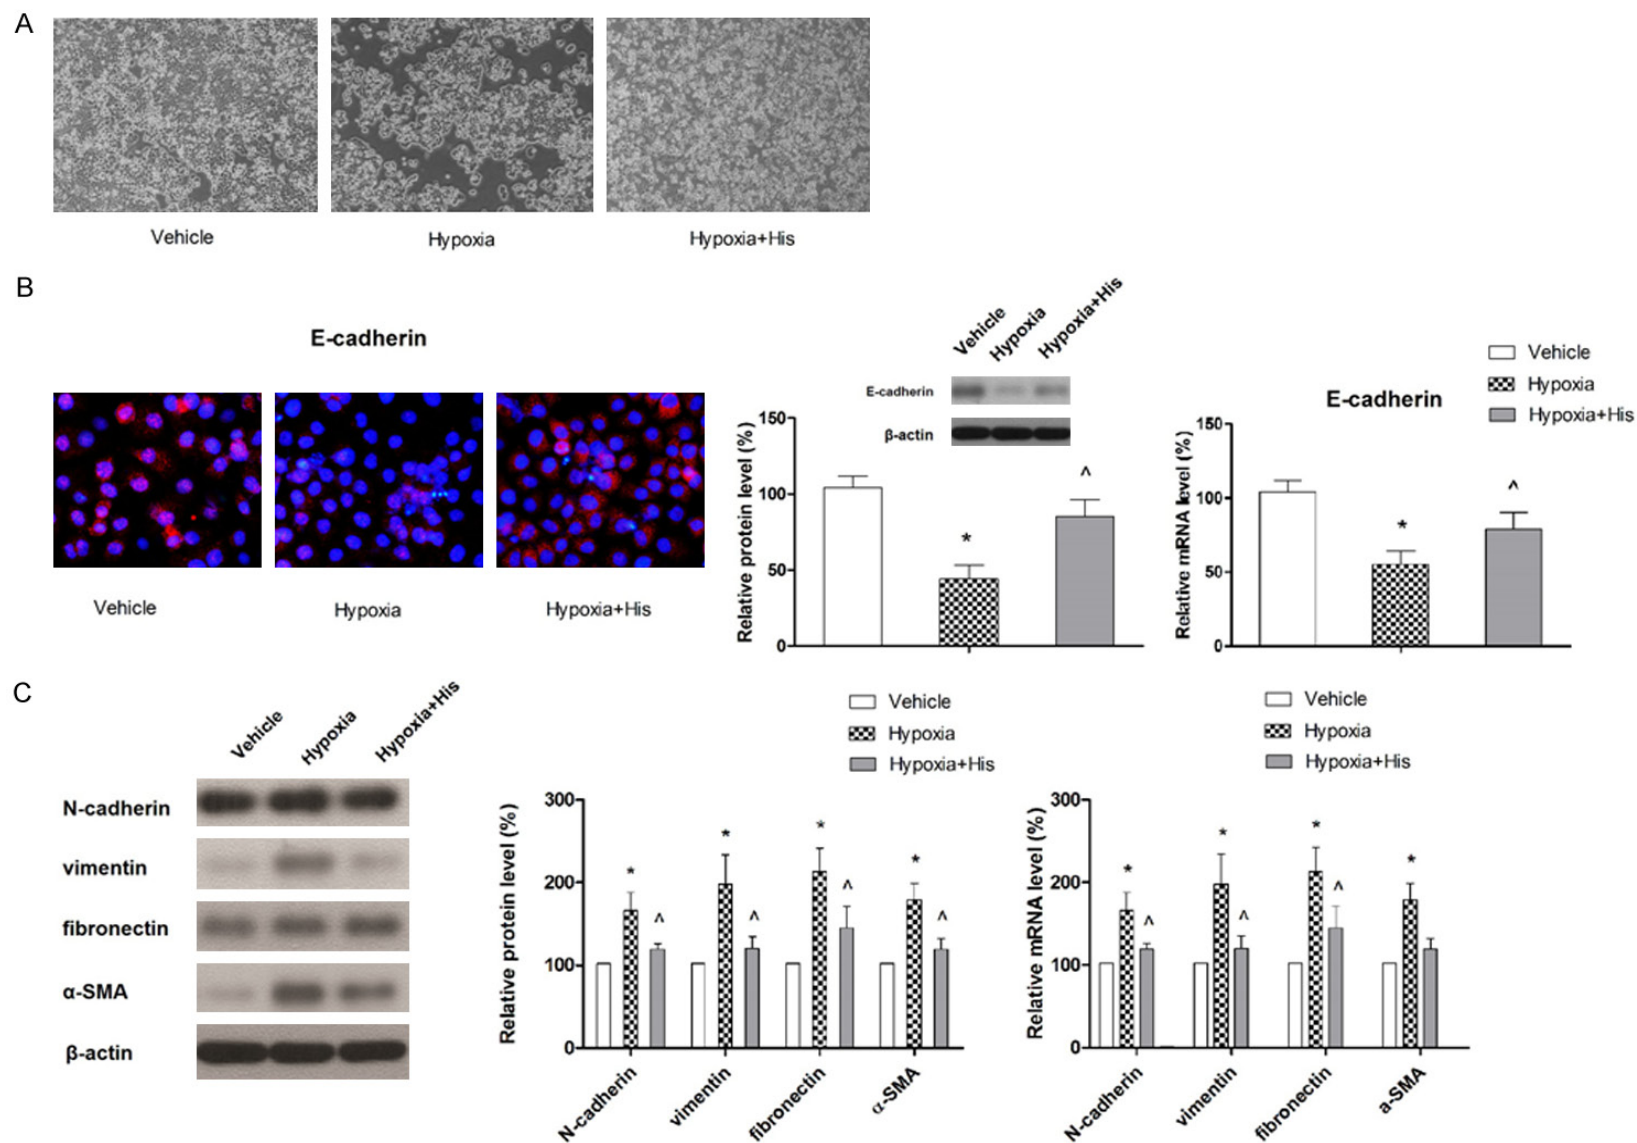 A
Vehicle
Hypoxia
Hypoxia+His
B
E-cadherin
Vehicle
Hypoxia
Hypoxia+His
Vehicle
Hypoxia
Hypoxia+His
E-cadherin
β-actin
Relative protein level (%)
150
100
50
0
*
^
E-cadherin
Vehicle
Hypoxia
Hypoxia+His
Relative mRNA level (%)
150
100
50
0
*
^
C
Vehicle
Hypoxia
Hypoxia+His
N-cadherin
vimentin
fibronectin
α-SMA
β-actin
Vehicle
Hypoxia
Hypoxia+His
Relative protein level (%)
300
200
100
0
* ^ * ^ * ^ * ^
N-cadherin
vimentin
fibronectin
α-SMA
Vehicle
Hypoxia
Hypoxia+His
Relative mRNA level (%)
300
200
100
0
* ^ * ^ * ^ *
N-cadherin
vimentin
fibronectin
a-SMA